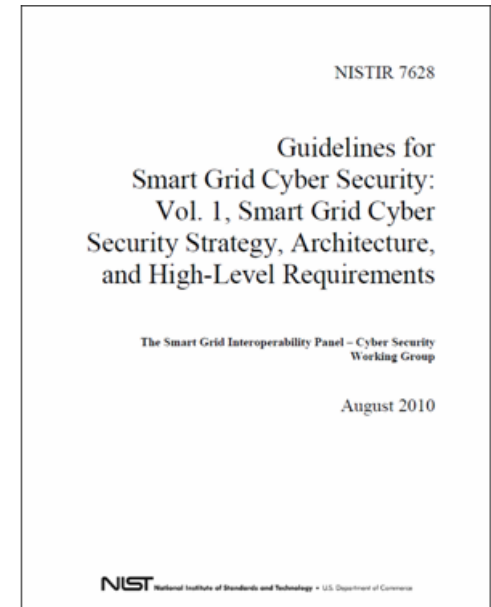 NISTIR 7628
Guidelines for
Smart Grid Cyber Security:
Vol. 1, Smart Grid Cyber
Security Strategy, Architecture,
and High-Level Requirements
The Smart Grid Interoperability Panel – Cyber Security
Working Group
August 2010
NIST National Institute of Standards and Technology • U.S. Department of Commerce